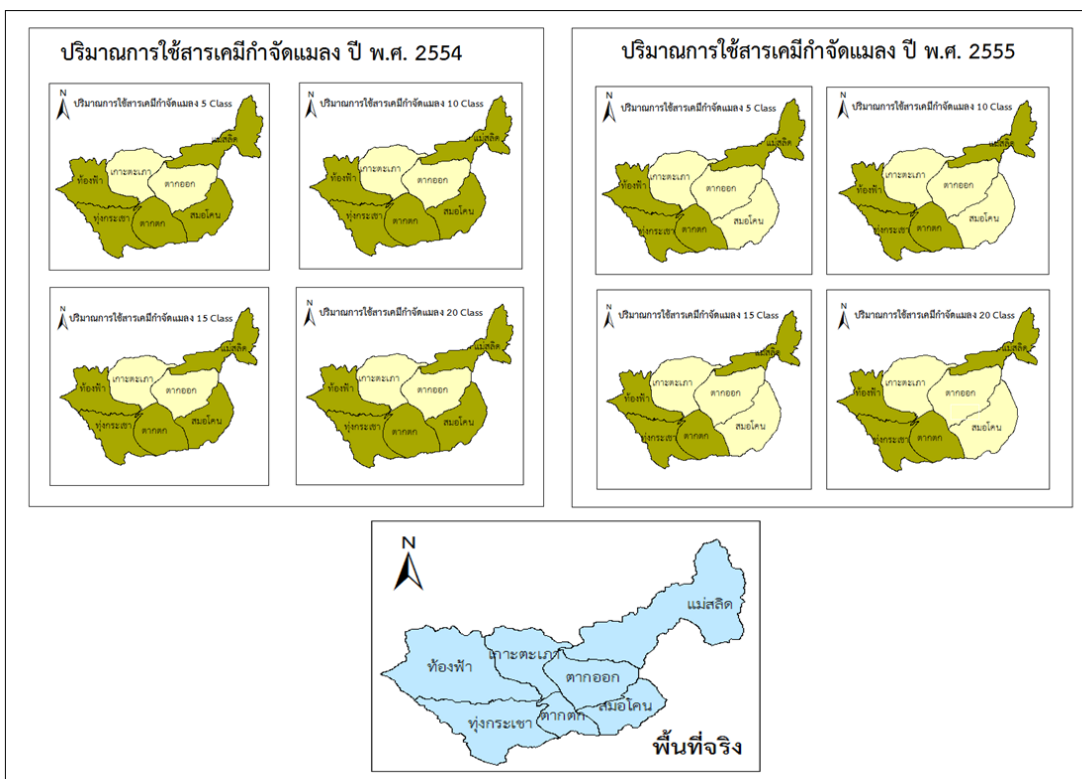 ปริมาณการใช้สารเคมีกำจัดแมลง ปี พ.ศ. 2554
N
ปริมาณการใช้สารเคมีกำจัดแมลง 5 Class
แม่สลิด
เกาะตะเภา
ท้องฟ้า
ตากออก
ทุ่งกระเชา
ตากตก
สมอโคน
N
ปริมาณการใช้สารเคมีกำจัดแมลง 10 Class
แม่สลิด
เกาะตะเภา
ท้องฟ้า
ตากออก
ทุ่งกระเชา
ตากตก
สมอโคน
N
ปริมาณการใช้สารเคมีกำจัดแมลง 15 Class
แม่สลิด
เกาะตะเภา
ท้องฟ้า
ตากออก
ทุ่งกระเชา
ตากตก
สมอโคน
N
ปริมาณการใช้สารเคมีกำจัดแมลง 20 Class
แม่สลิด
เกาะตะเภา
ท้องฟ้า
ตากออก
ทุ่งกระเชา
ตากตก
สมอโคน
ปริมาณการใช้สารเคมีกำจัดแมลง ปี พ.ศ. 2555
N
ปริมาณการใช้สารเคมีกำจัดแมลง 5 Class
แม่สลิด
เกาะตะเภา
ท้องฟ้า
ตากออก
ทุ่งกระเชา
ตากตก
สมอโคน
N
ปริมาณการใช้สารเคมีกำจัดแมลง 10 Class
แม่สลิด
เกาะตะเภา
ท้องฟ้า
ตากออก
ทุ่งกระเชา
ตากตก
สมอโคน
N
ปริมาณการใช้สารเคมีกำจัดแมลง 15 Class
แม่สลิด
เกาะตะเภา
ท้องฟ้า
ตากออก
ทุ่งกระเชา
ตากตก
สมอโคน
N
ปริมาณการใช้สารเคมีกำจัดแมลง 20 Class
แม่สลิด
เกาะตะเภา
ท้องฟ้า
ตากออก
ทุ่งกระเชา
ตากตก
สมอโคน
N
แม่สลิด
เกาะตะเภา
ท้องฟ้า
ตากออก
สมอโคน
ทุ่งกระเชา
ตากตก
พื้นที่จริง